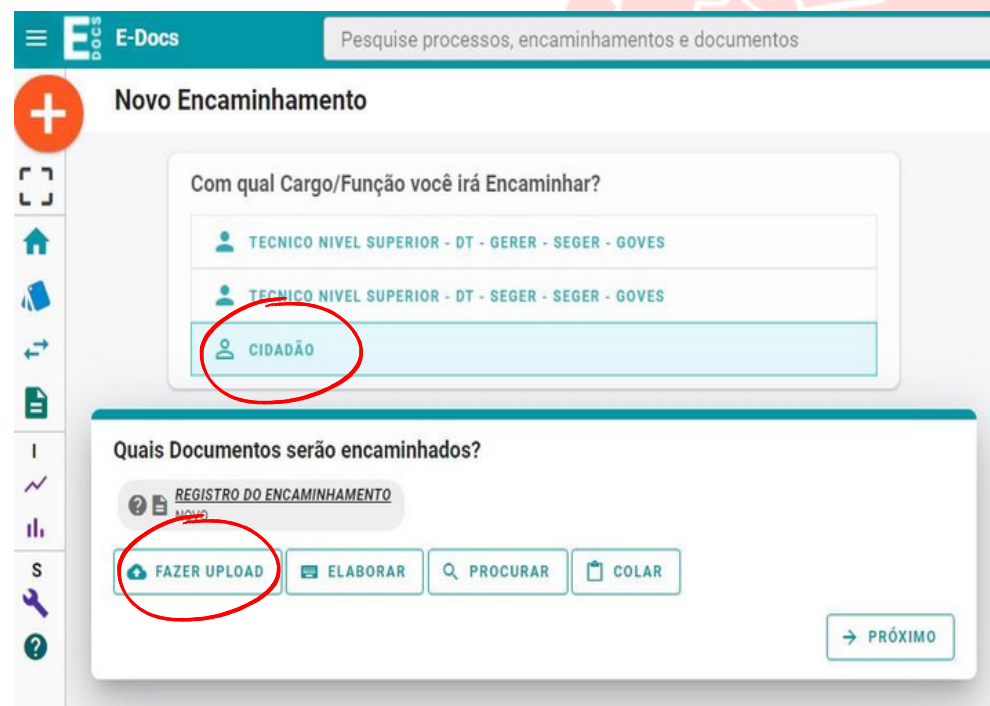 E DOCS E-Docs Pesquise processos, encaminhamentos e documentos
Novo Encaminhamento
Com qual Cargo/Função você irá Encaminhar?
TECNICO NIVEL SUPERIOR - DT - GERER - SEGER - GOVES
TECNICO NIVEL SUPERIOR - DT - SEGER - SEGER - GOVES
CIDADÃO
I
S
Quais Documentos serão encaminhados?
REGISTRO DO ENCAMINHAMENTO
NOVO
FAZER UPLOAD ELABORAR PROCURAR COLAR
PRÓXIMO